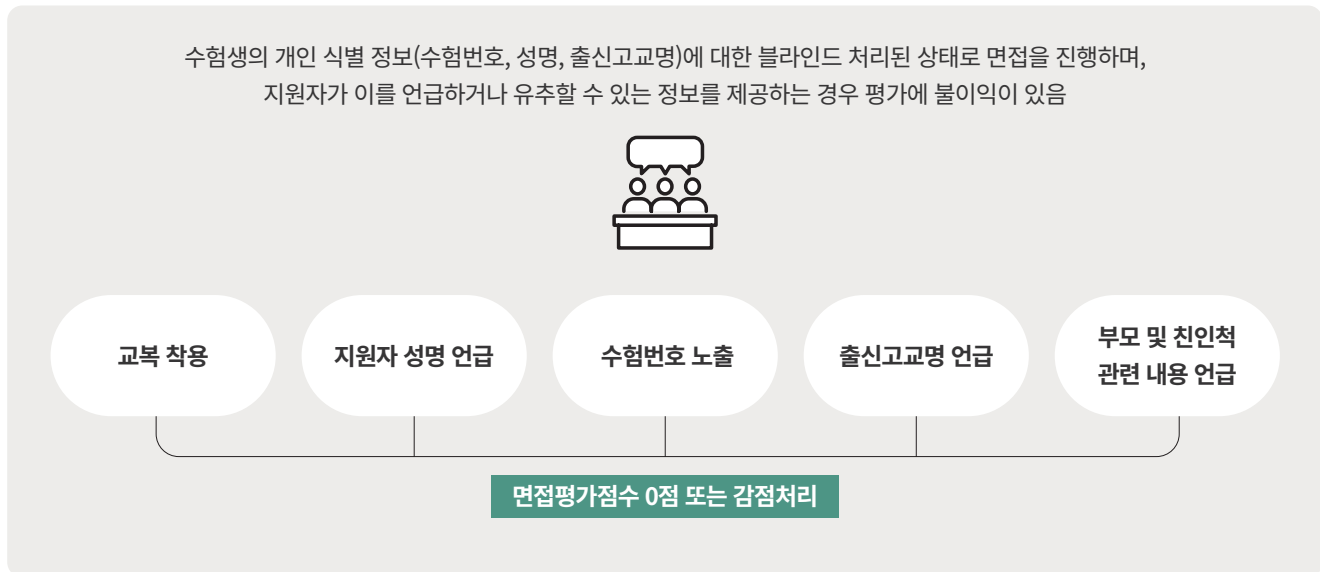 수험생의 개인 식별 정보(수험번호, 성명, 출신고교명)에 대한 블라인드 처리된 상태로 면접을 진행하며,
지원자가 이를 언급하거나 유추할 수 있는 정보를 제공하는 경우 평가에 불이익이 있음
교복 착용
지원자 성명 언급
수험번호 노출
출신고교명 언급
부모 및 친인척
관련 내용 언급
면접평가점수 0점 또는 감점처리